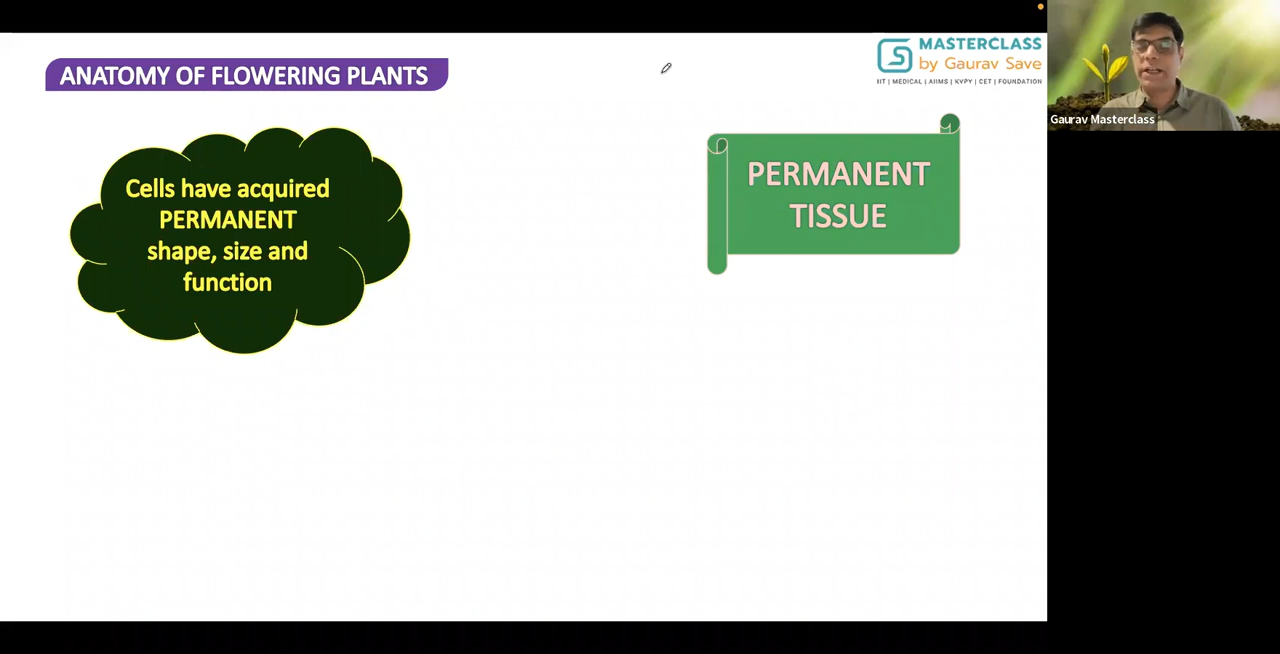 ANATOMY OF FLOWERING PLANTS
MASTERCLASS
by Gaurav Save
IIT | MEDICAL | AIIMS | KVPY | CET | FOUNDATION
Gaurav Masterclass
Cells have acquired
PERMANENT
shape, size and
function
PERMANENT
TISSUE